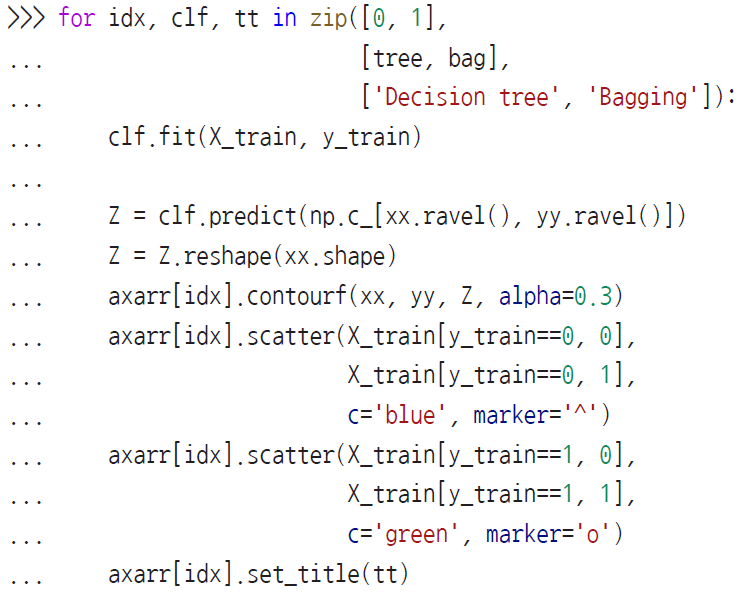 >>> for idx, clf, tt in zip([0, 1],
...                         [tree, bag],
...                         ['Decision tree', 'Bagging']):
...     clf.fit(X_train, y_train)
...
...     Z = clf.predict(np.c_[xx.ravel(), yy.ravel()])
...     Z = Z.reshape(xx.shape)
...     axarr[idx].contourf(xx, yy, Z, alpha=0.3)
...     axarr[idx].scatter(X_train[y_train==0, 0],
...                        X_train[y_train==0, 1],
...                        c='blue', marker='^')
...     axarr[idx].scatter(X_train[y_train==1, 0],
...                        X_train[y_train==1, 1],
...                        c='green', marker='o')
...     axarr[idx].set_title(tt)